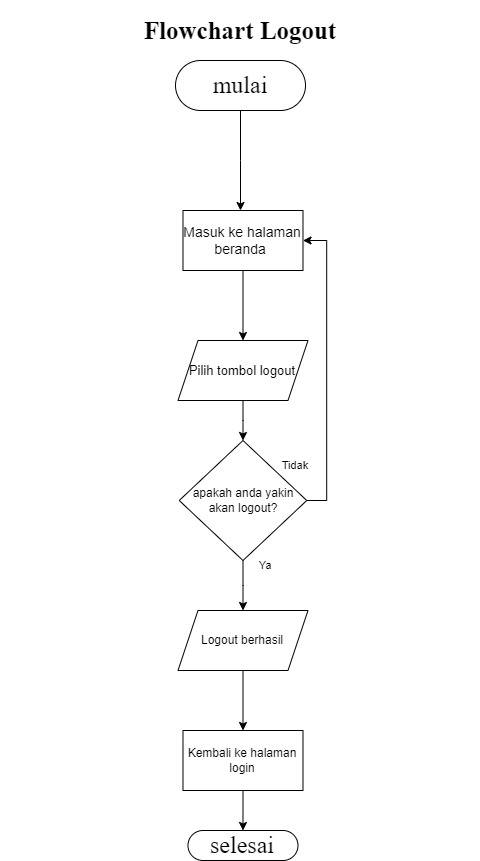 Flowchart Logout
mulai
Masuk ke halaman
beranda
Pilih tombol logout
Tidak
apakah anda yakin
akan logout?
Ya
Logout berhasil
Kembali ke halaman
login
selesai